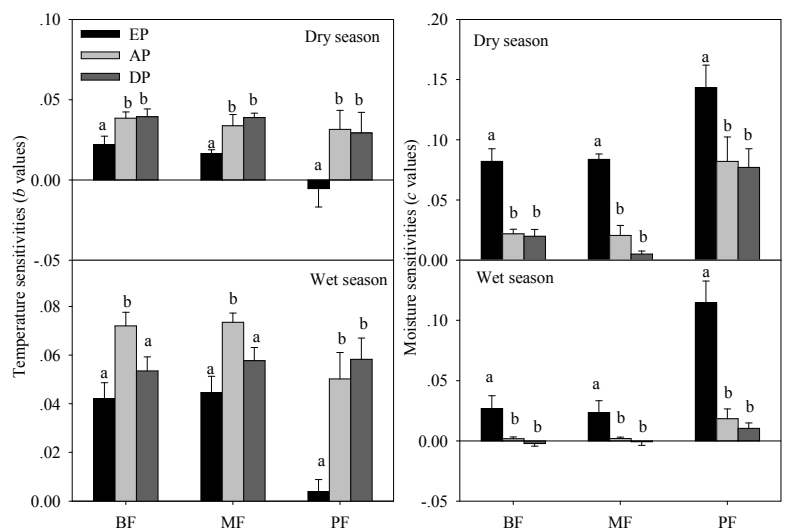 .10
EP
AP
DP
Dry season
.05
0.00
-.05
a b b
a b b
a b b
Temperature sensitivities (b values)
Wet season
.08
.06
.04
.02
0.00
a b a
a b a
a b b
BF MF PF
.20
Dry season
.15
.10
.05
0.00
a b b
a b b
a b b
Moisture sensitivities (c values)
Wet season
.10
.05
0.00
-.05
a b b
a b b
a b b
BF MF PF